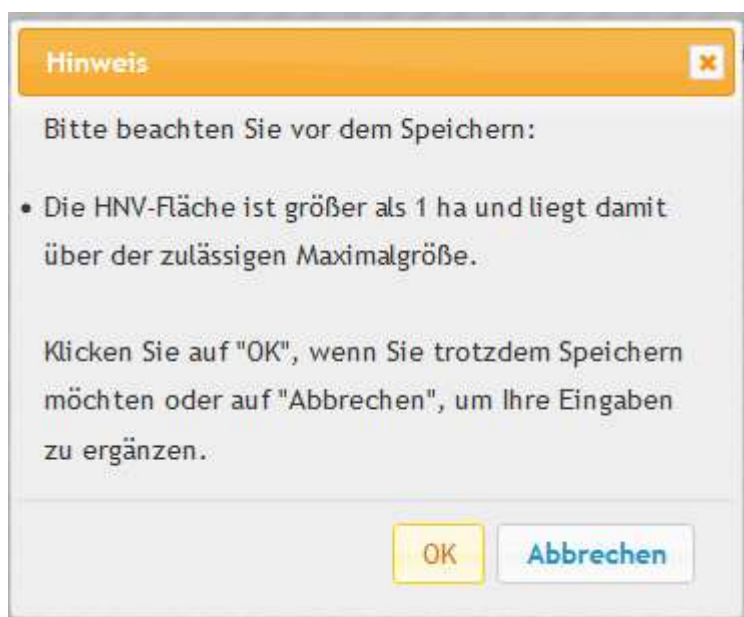 Hinweis
Bitte beachten Sie vor dem Speichern:
• Die HNV-Fläche ist größer als 1 ha und liegt damit
über der zulässigen Maximalgröße.
Klicken Sie auf "OK", wenn Sie trotzdem Speichern
möchten oder auf "Abbrechen", um Ihre Eingaben
zu ergänzen.
OK Abbrechen